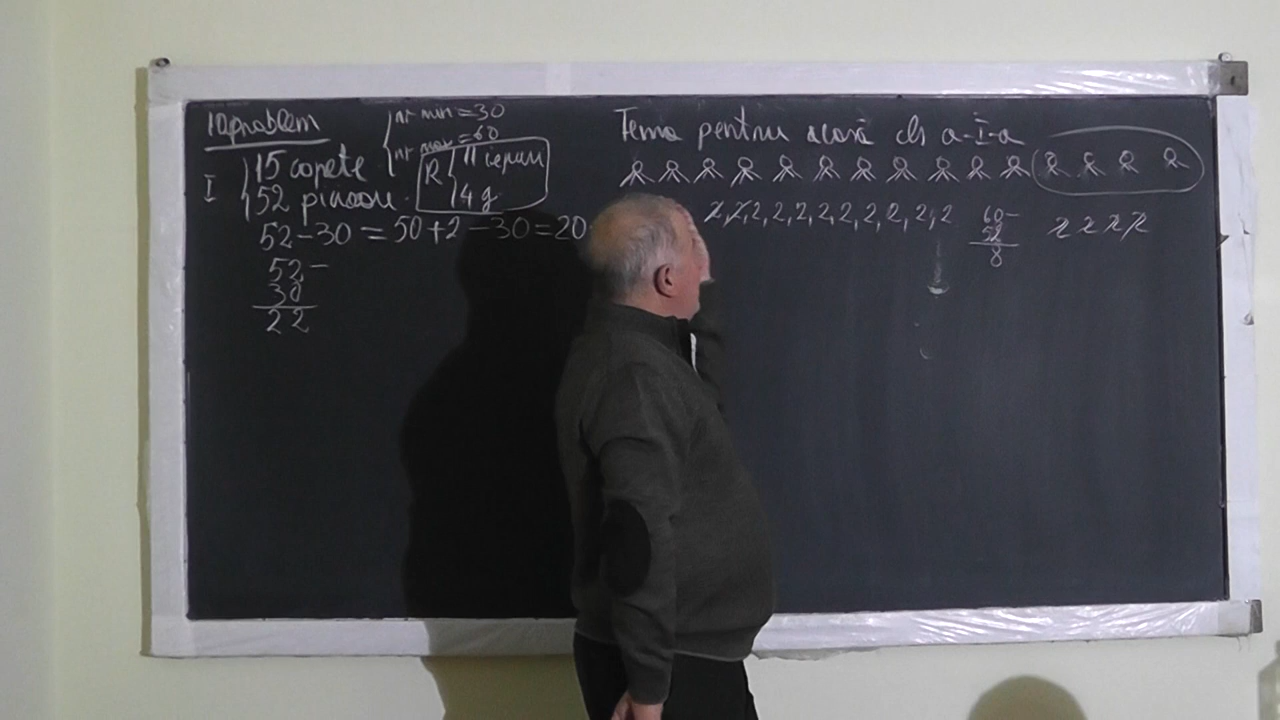 15 capete
nr min = 30
nr max = 60
I
52 picioare
R
11 iepuri
4 g
52 - 30 = 50 + 2 - 30 = 20
52 -
30
22
Tema pentru acasă cls a-I-a
2, 2, 2, 2, 2, 2, 2, 2, 2, 2, 2
60 -
52
8
2 2 2 2